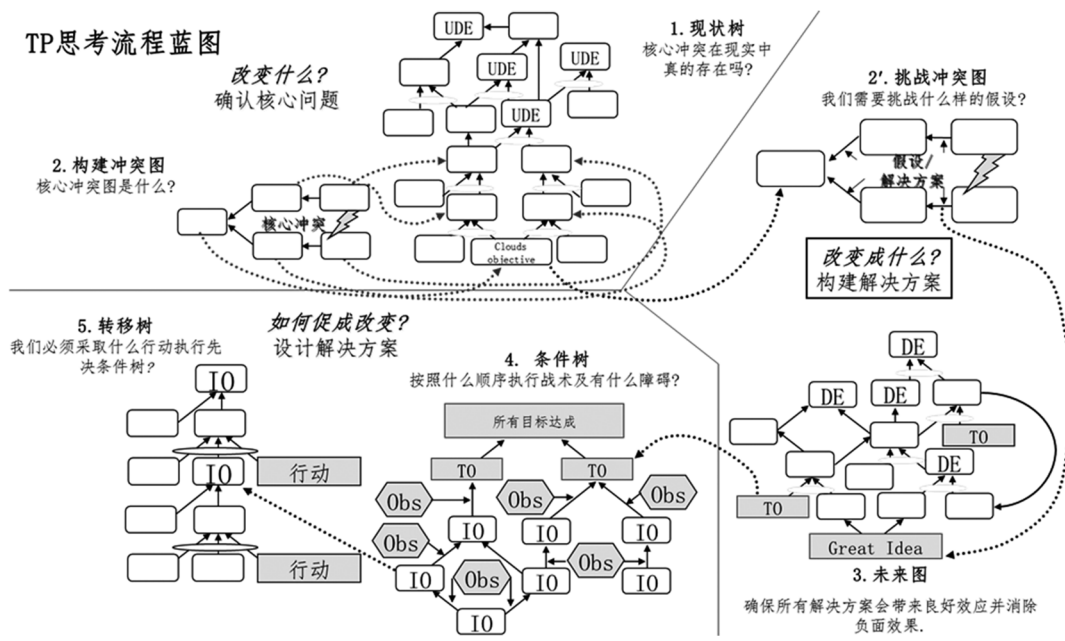 TP思考流程蓝图
改变什么?
确认核心问题
1.现状树
核心冲突在现实中
真的存在吗?
UDE
UDE
UDE
UDE
2.构建冲突图
核心冲突图是什么?
核心冲突
Clouds
objective
2'.挑战冲突图
我们需要挑战什么样的假设?
假设/
解决方案
改变成什么?
构建解决方案
5.转移树
我们必须采取什么行动执行先
决条件树?
IO
IO
行动
行动
如何促成改变?
设计解决方案
4. 条件树
按照什么顺序执行战术及有什么障碍?
所有目标达成
TO
TO
Obs
Obs
Obs
IO
IO
IO
Obs
Obs
Obs
IO
IO
IO
IO
DE
DE
DE
TO
DE
TO
Great Idea
3.未来图
确保所有解决方案会带来良好效应并消除
负面效果.